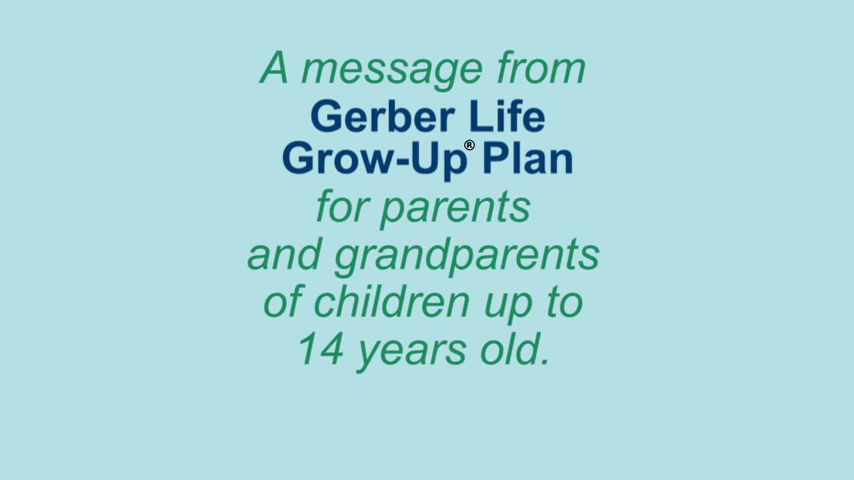 A message from
Gerber Life
Grow-Up® Plan
for parents
and grandparents
of children up to
14 years old.